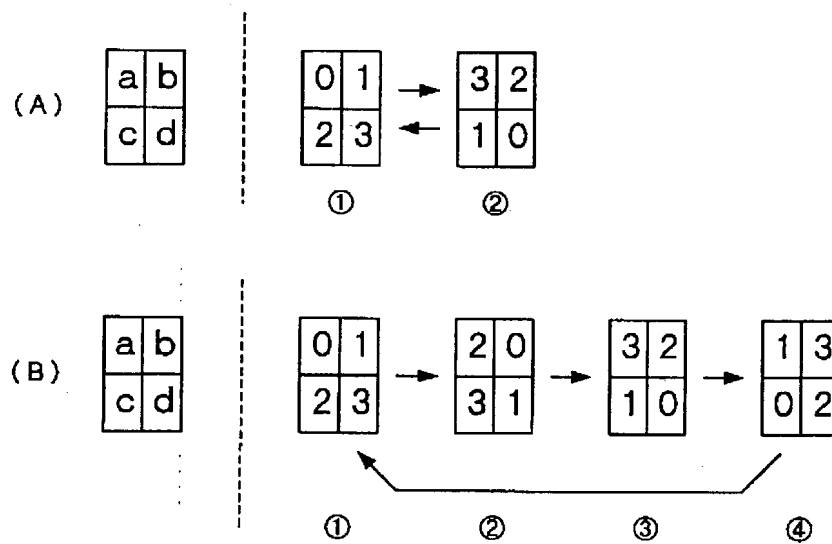 a b 0 1 3 2
(A)
c d 2 3 1 0
① ②
a b 0 1 2 0 3 2 1 3
(B)
c d 2 3 3 1 1 0 0 2
① ② ③ ④